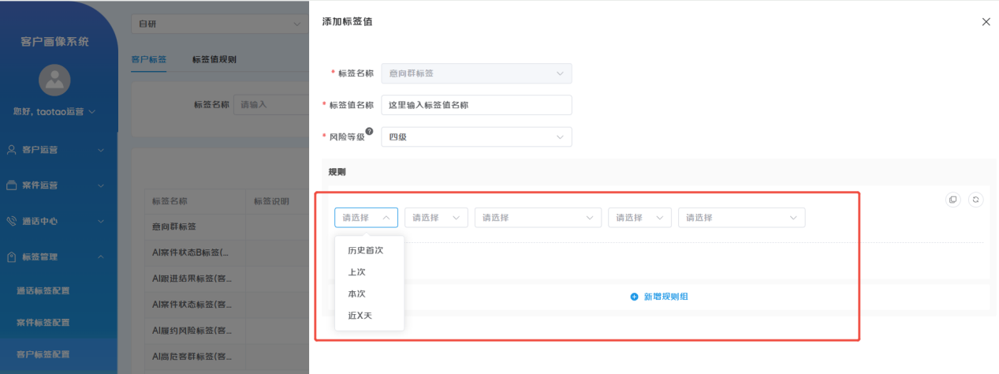 客户画像系统
您好, taotao运营
客户运营
案件运营
通话中心
标签管理
通话标签配置
案件标签配置
客户标签配置
自研
客户标签 标签值规则
标签名称 请输入
标签名称 标签说明
意向群标签
AI案件状态B标签(...
AI跟进结果标签(客...
AI案件状态标签(客...
AI履约风险标签(客...
AI高危客群标签(客...
添加标签值
* 标签名称 意向群标签
* 标签值名称 这里输入标签值名称
* 风险等级 ? 四级
规则
请选择 请选择 请选择 请选择 请选择
历史首次
上次
本次
近X天
新增规则组